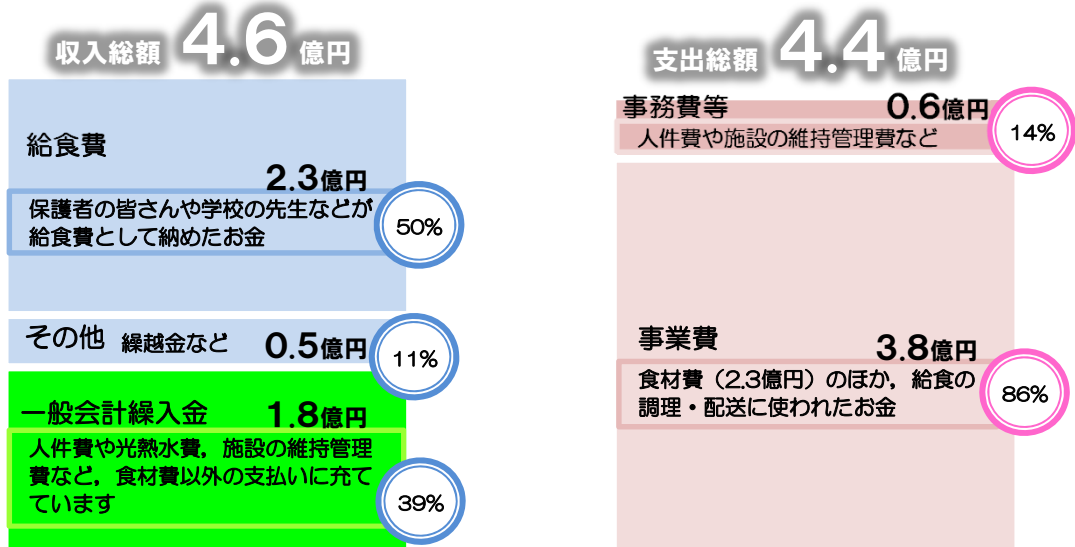 収入総額 4.6億円
給食費
2.3億円
保護者の皆さんや学校の先生などが
給食費として納めたお金
50%
その他 繰越金など 0.5億円
11%
一般会計繰入金 1.8億円
人件費や光熱水費，施設の維持管理
費など，食材費以外の支払いに充て
ています
39%
支出総額 4.4億円
事務費等 0.6億円
人件費や施設の維持管理費など
14%
事業費
3.8億円
食材費（2.3億円）のほか，給食の
調理・配送に使われたお金
86%